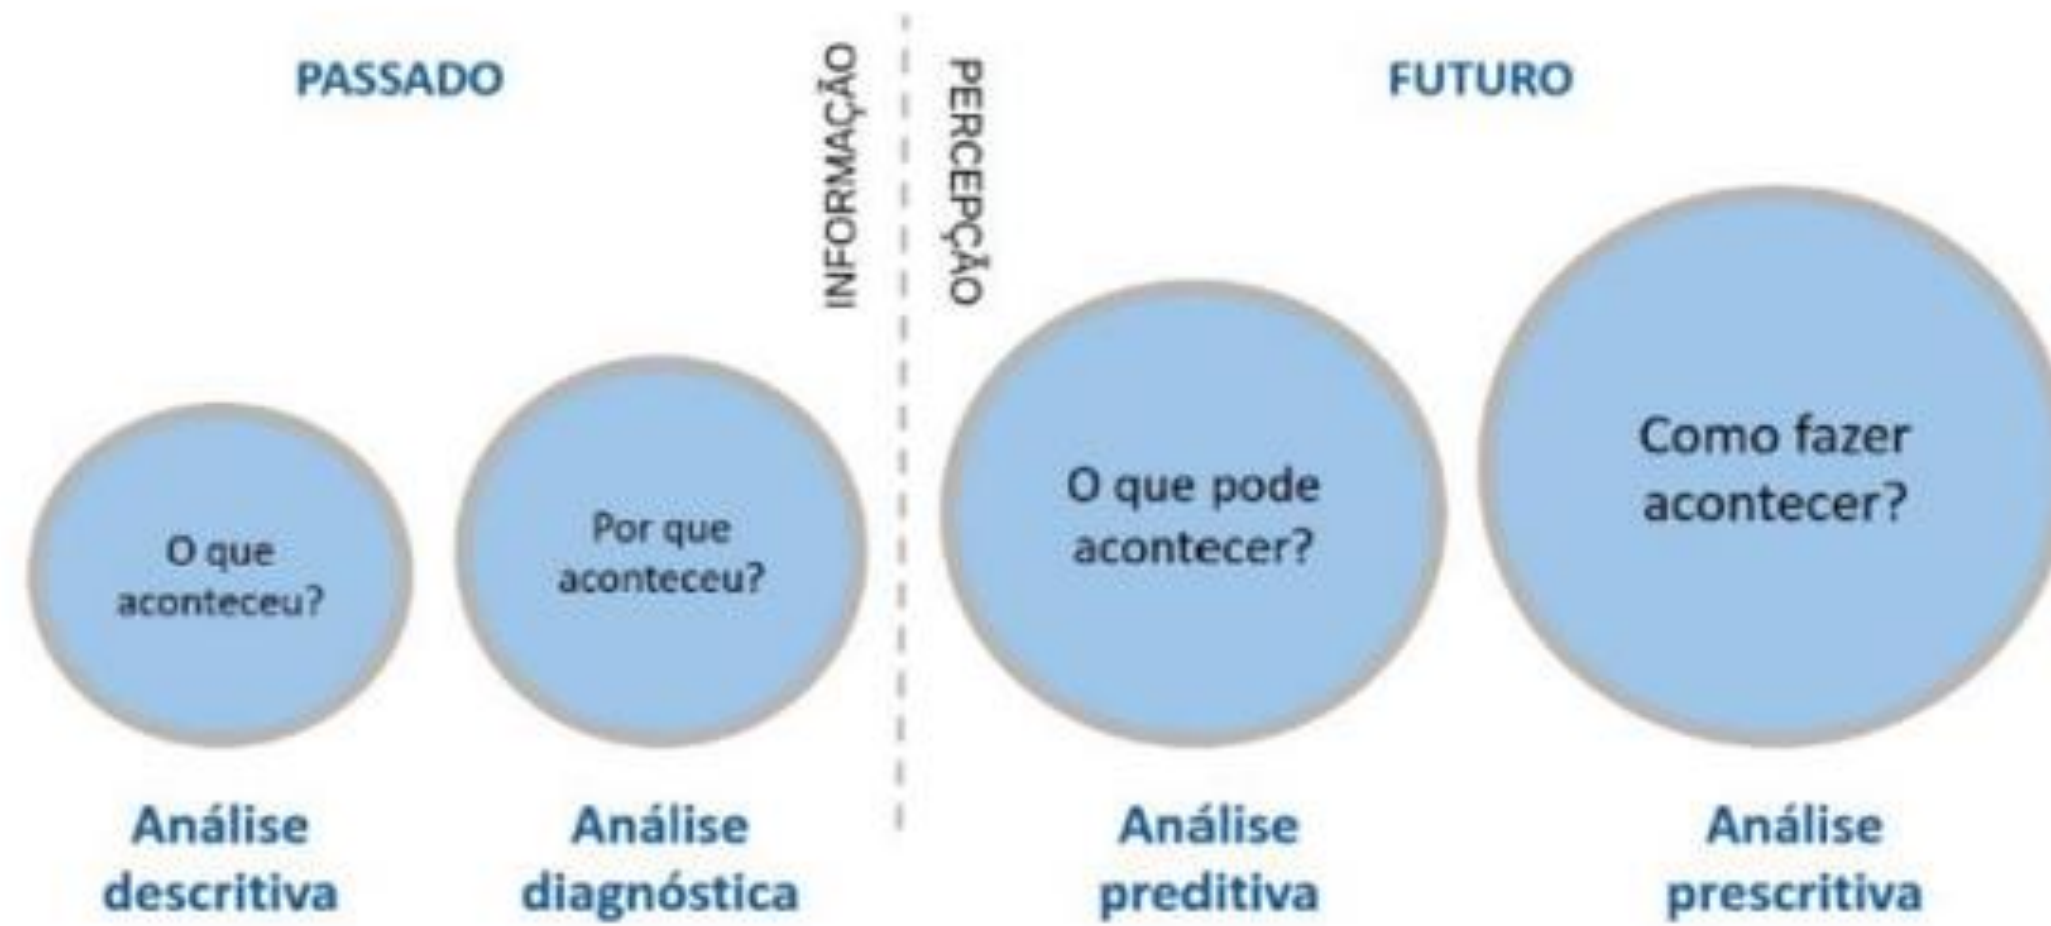 PASSADO
INFORMAÇÃO
PERCEPÇÃO
FUTURO
O que
aconteceu?
Por que
aconteceu?
O que pode
acontecer?
Como fazer
acontecer?
Análise
descritiva
Análise
diagnóstica
Análise
preditiva
Análise
prescritiva